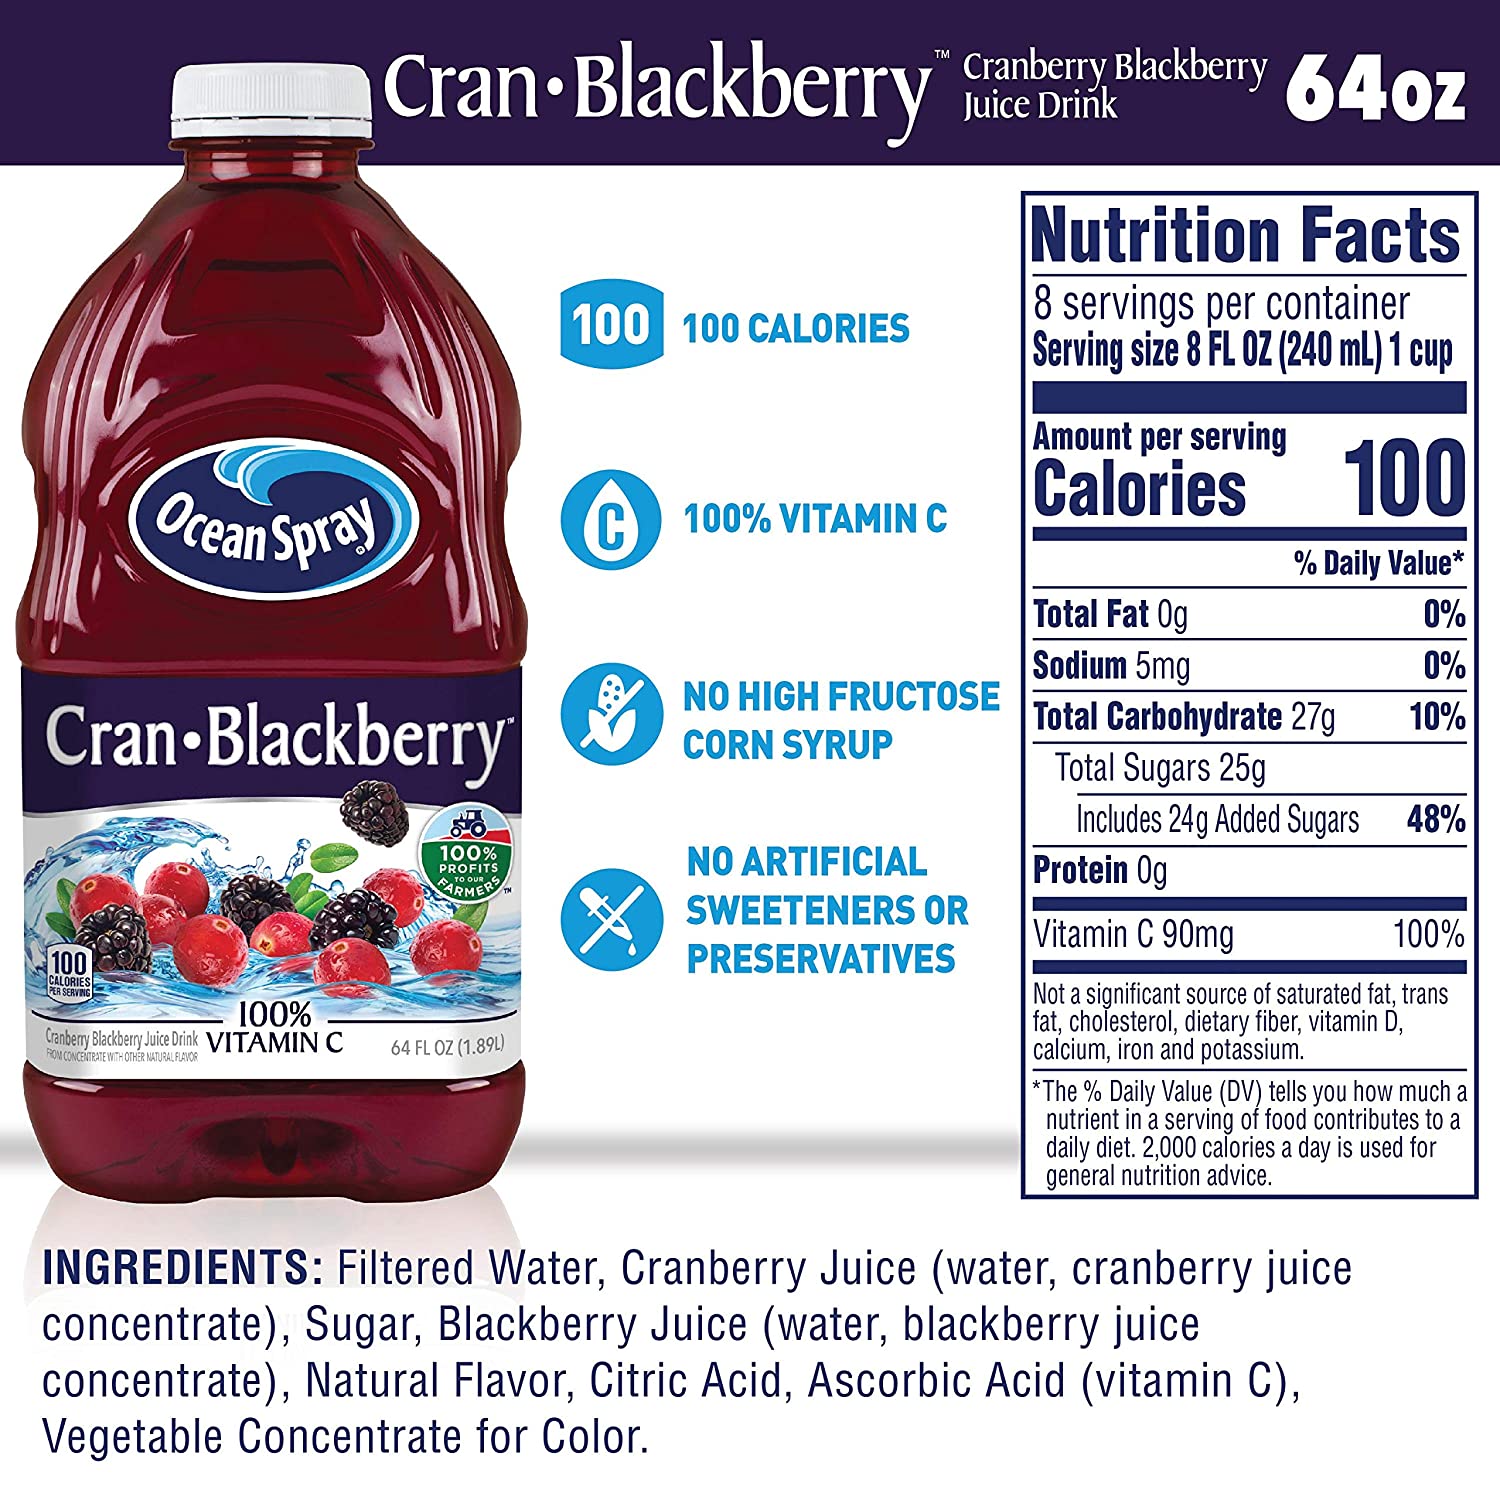 Cran•Blackberry™
Cranberry Blackberry
Juice Drink
64oz
Ocean Spray®
Cran•Blackberry™
100%
PROFITS
TO OUR
FARMERS™
100
CALORIES
PER SERVING
100%
VITAMIN C
Cranberry Blackberry Juice Drink
FROM CONCENTRATE WITH OTHER NATURAL FLAVOR
64 FL OZ (1.89L)
100
100 CALORIES
C
100% VITAMIN C
NO HIGH FRUCTOSE
CORN SYRUP
NO ARTIFICIAL
SWEETENERS OR
PRESERVATIVES
Nutrition Facts
8 servings per container
Serving size 8 FL OZ (240 mL) 1 cup
Amount per serving
Calories 100
% Daily Value*
Total Fat 0g 0%
Sodium 5mg 0%
Total Carbohydrate 27g 10%
Total Sugars 25g
Includes 24g Added Sugars 48%
Protein 0g
Vitamin C 90mg 100%
Not a significant source of saturated fat, trans
fat, cholesterol, dietary fiber, vitamin D,
calcium, iron and potassium.
*The % Daily Value (DV) tells you how much a
nutrient in a serving of food contributes to a
daily diet. 2,000 calories a day is used for
general nutrition advice.
INGREDIENTS: Filtered Water, Cranberry Juice (water, cranberry juice
concentrate), Sugar, Blackberry Juice (water, blackberry juice
concentrate), Natural Flavor, Citric Acid, Ascorbic Acid (vitamin C),
Vegetable Concentrate for Color.